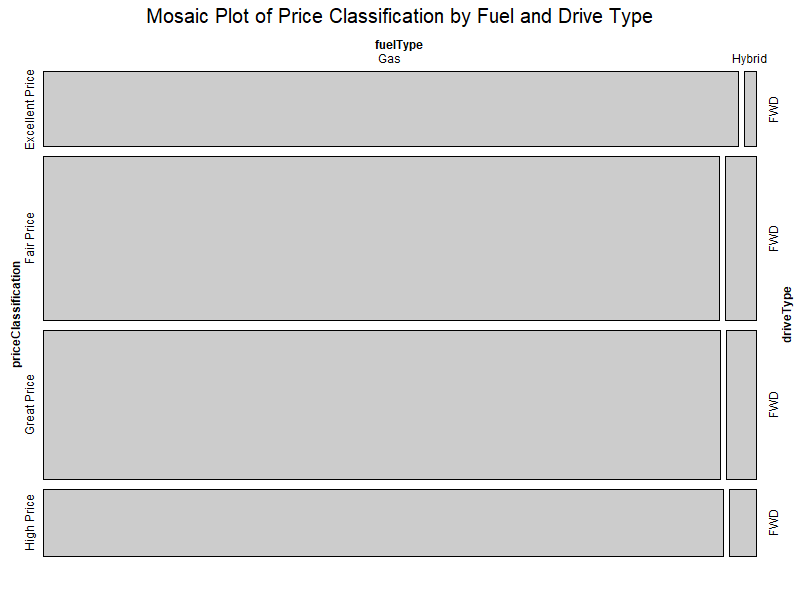 Mosaic Plot of Price Classification by Fuel and Drive Type
fuelType
Gas
Hybrid
priceClassification
Excellent Price
FWD
Fair Price
FWD
Great Price
FWD
High Price
FWD
driveType